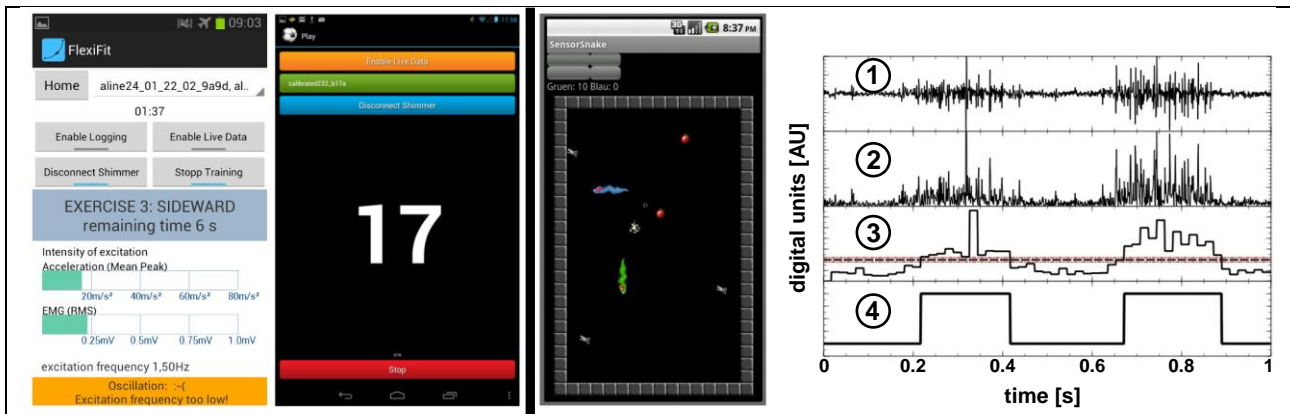 09:03
FlexiFit
Home
aline24_01_22_02_9a9d, al..
01:37
Enable Logging
Enable Live Data
Disconnect Shimmer
Stopp Training
EXERCISE 3: SIDEWARD
remaining time 6 s
Intensity of excitation
Acceleration (Mean Peak)
20m/s² 40m/s² 60m/s² 80m/s²
EMG (RMS)
0.25mV 0.5mV 0.75mV 1.0mV
excitation frequency 1,50Hz
Oscillation: :-(
Excitation frequency too low!
11:58
Play
Enable Live Data
calibrated232_b17a
Disconnect Shimmer
17
Stop
3G
8:37 PM
SensorSnake
Gruen: 10 Blau: 0
digital units [AU]
1
2
3
4
0 0.2 0.4 0.6 0.8 1
time [s]